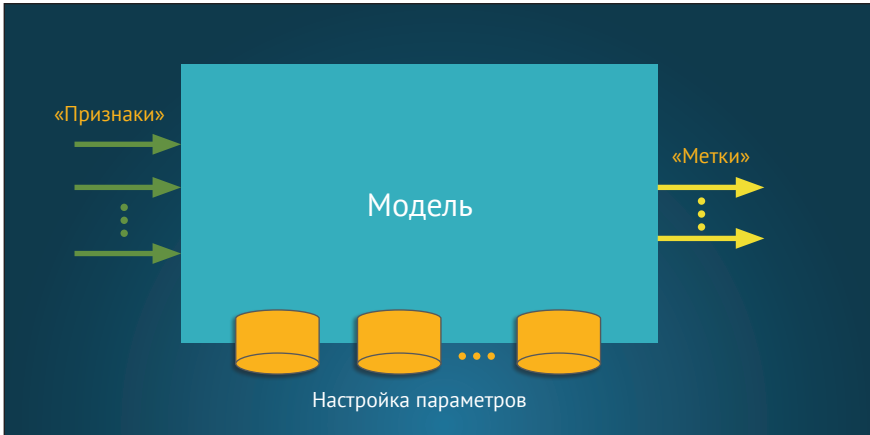 «Признаки»
«Метки»
Модель
Настройка параметров